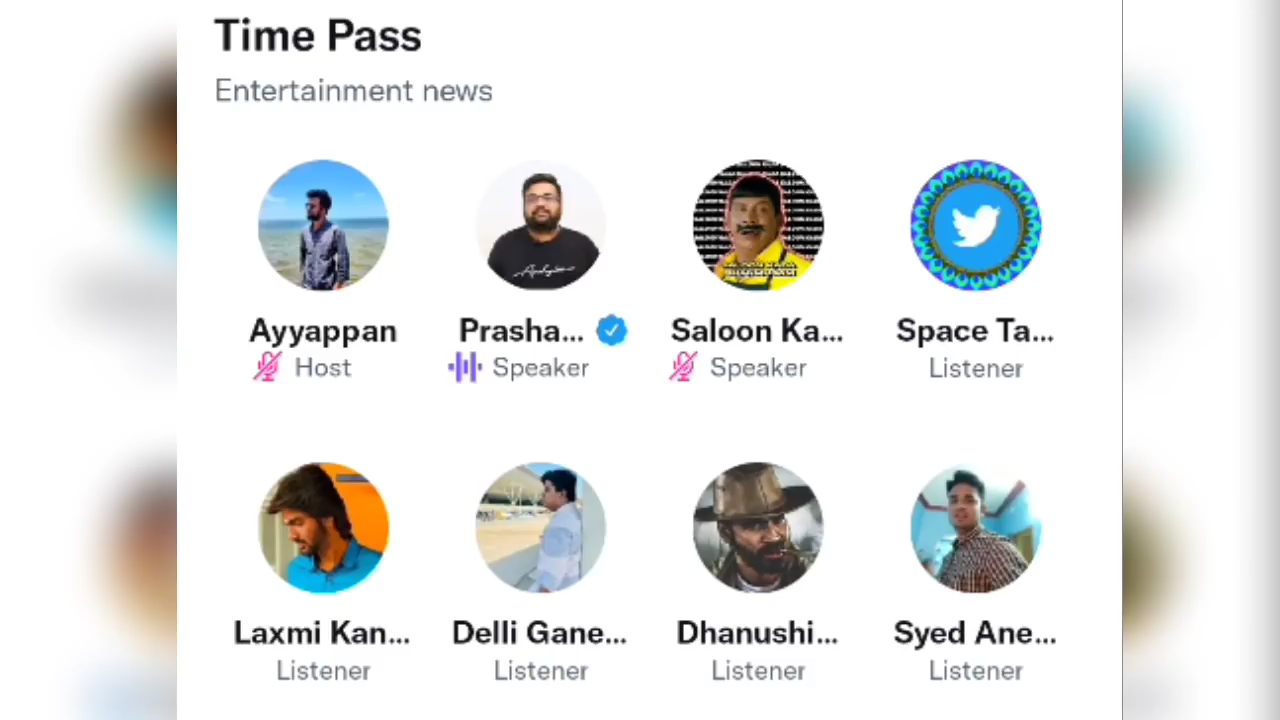 Time Pass
Entertainment news
Ayyappan Prasha... Saloon Ka... Space Ta...
Host Speaker Speaker Listener
Laxmi Kan... Delli Gane... Dhanushi... Syed Ane...
Listener Listener Listener Listener